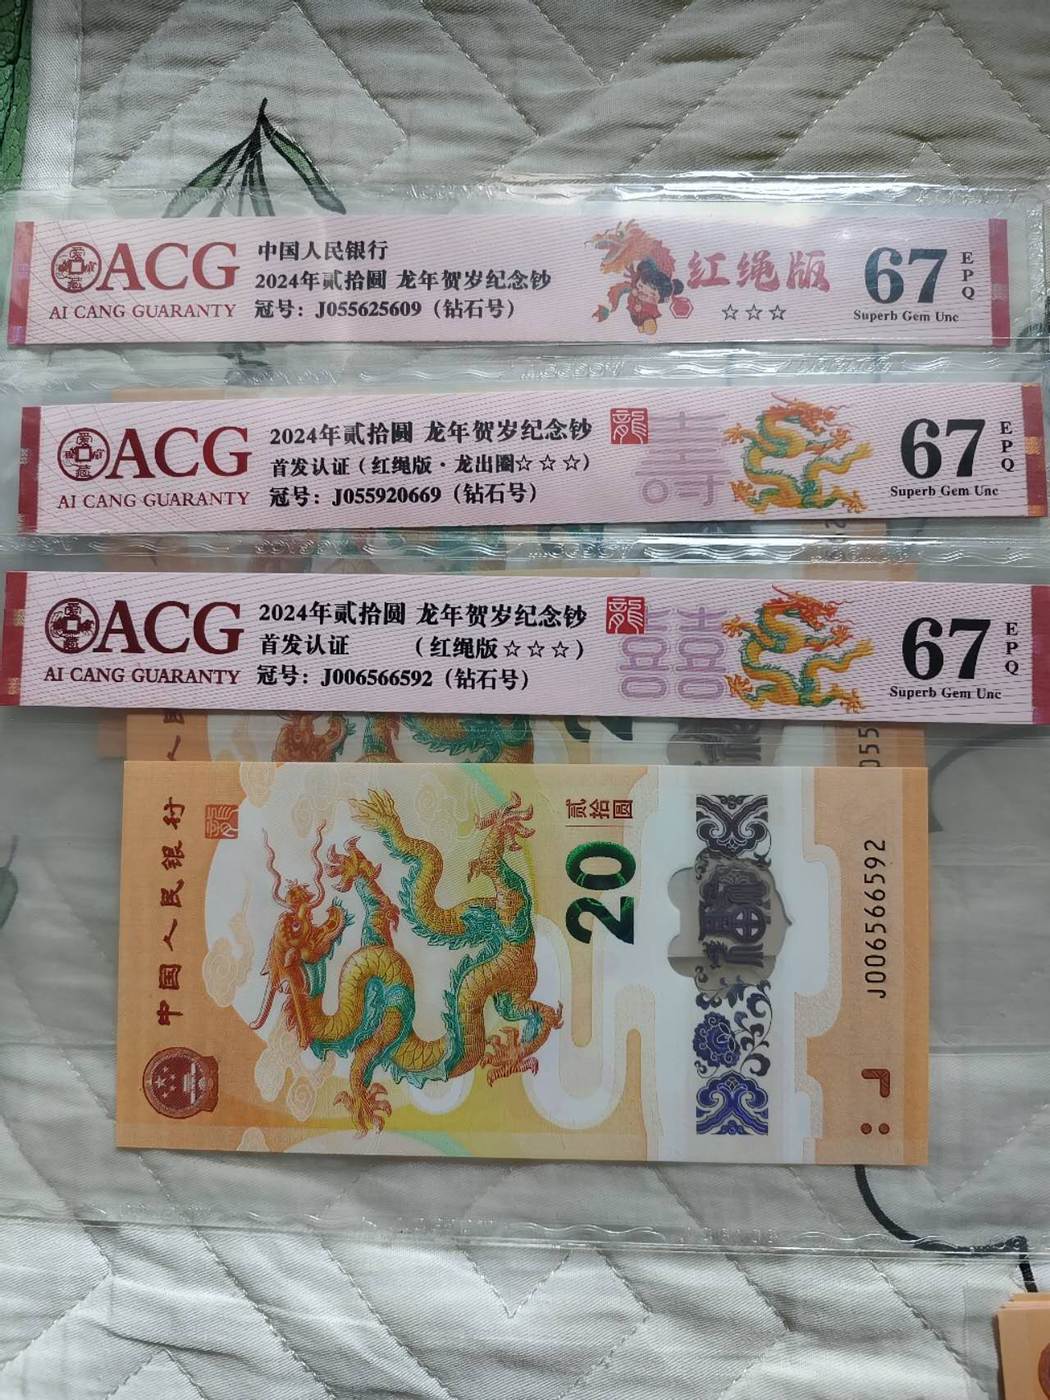 ACG
AI CANG GUARANTY
中国人民银行
2024年贰拾圆 龙年贺岁纪念钞
冠号：J055625609（钻石号）
红绳版
☆☆☆
67
EPQ
Superb Gem Unc
ACG
AI CANG GUARANTY
2024年贰拾圆 龙年贺岁纪念钞
首发认证（红绳版·龙出圈☆☆☆）
冠号：J055920669（钻石号）
67
EPQ
Superb Gem Unc
ACG
AI CANG GUARANTY
2024年贰拾圆 龙年贺岁纪念钞
首发认证 （红绳版☆☆☆）
冠号：J006566592（钻石号）
67
EPQ
Superb Gem Unc
中国人民银行
贰拾圆
20
J006566592